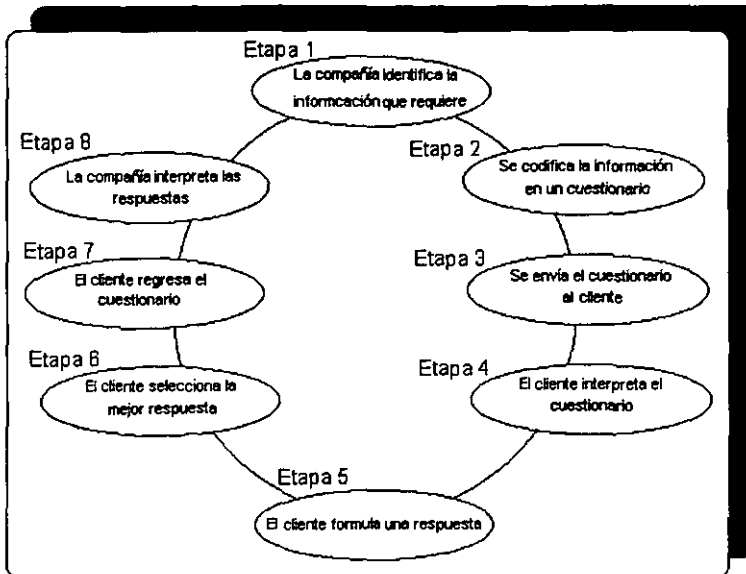 Etapa 1
La compañía identifica la
informcación que requiere
Etapa 2
Se codifica la información
en un cuestionario
Etapa 3
Se envía el cuestionario
al cliente
Etapa 4
El cliente interpreta el
cuestionario
Etapa 5
El cliente formula una respuesta
Etapa 6
El cliente selecciona la
mejor respuesta
Etapa 7
El cliente regresa el
cuestionario
Etapa 8
La compañía interpreta las
respuestas